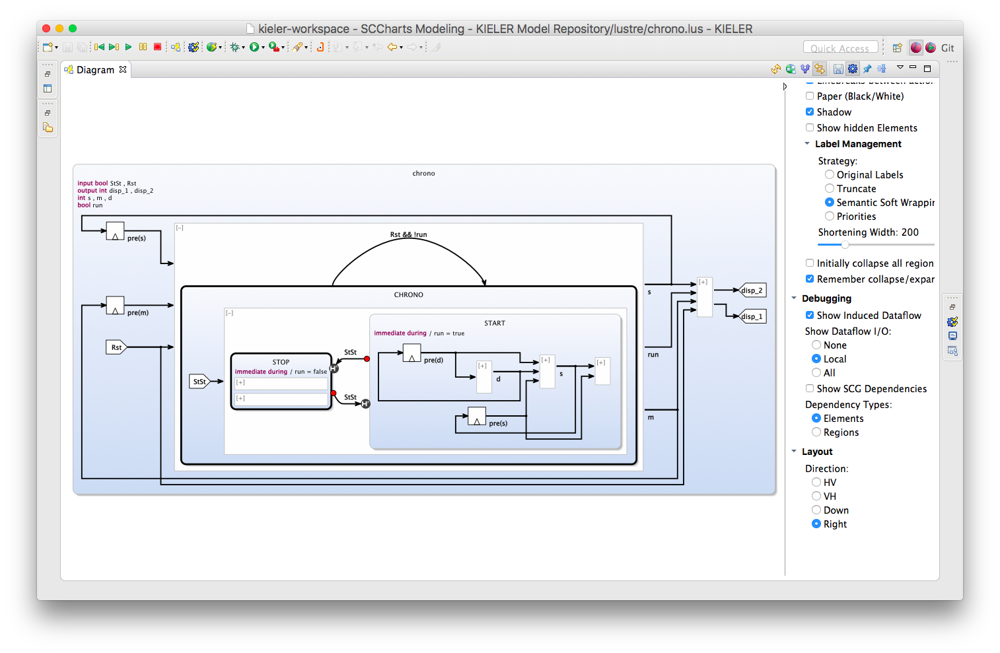 kieler-workspace - SCCharts Modeling - KIELER Model Repository/lustre/chrono.lus - KIELER
Quick Access
Git
Diagram
Paper (Black/White)
Shadow
Show hidden Elements
Label Management
Strategy:
Original Labels
Truncate
Semantic Soft Wrappin
Priorities
Shortening Width: 200
Initially collapse all region
Remember collapse/expan
Debugging
Show Induced Dataflow
Show Dataflow I/O:
None
Local
All
Show SCG Dependencies
Dependency Types:
Elements
Regions
Layout
Direction:
HV
VH
Down
Right
chrono
input bool StSt , Rst
output int disp_1 , disp_2
int s , m , d
bool run
pre(s)
[-]
Rst && !run
pre(m)
Rst
CHRONO
[-]
StSt
STOP
immediate during / run = false
[+]
[+]
StSt
H
StSt
H
START
immediate during / run = true
pre(d)
[+]
d
[+]
s
[+]
pre(s)
s
run
m
[+]
disp_2
disp_1